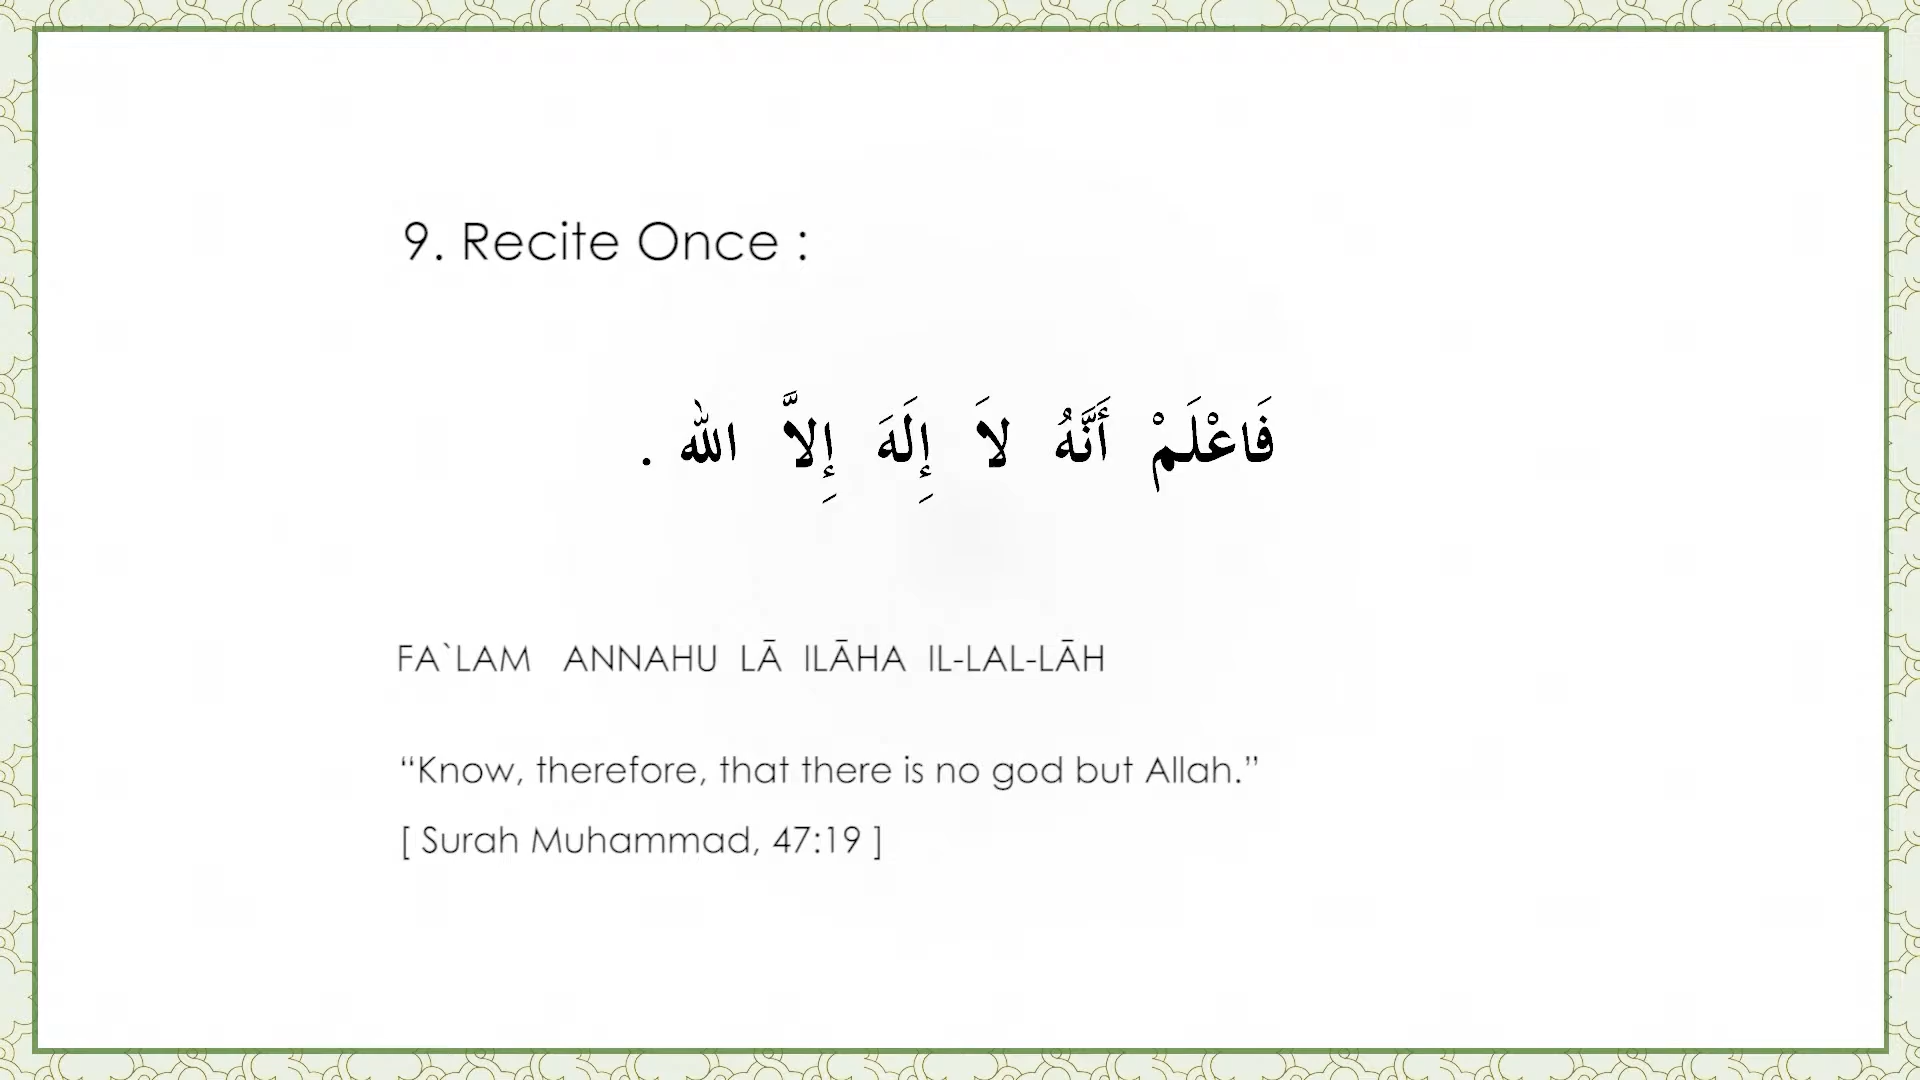 9. Recite Once :
فَاعْلَمْ أَنَّهُ لاَ إِلَهَ إِلاَّ الله .
FA`LAM ANNAHU LĀ ILĀHA IL-LAL-LĀH
“Know, therefore, that there is no god but Allah.”
[ Surah Muhammad, 47:19 ]